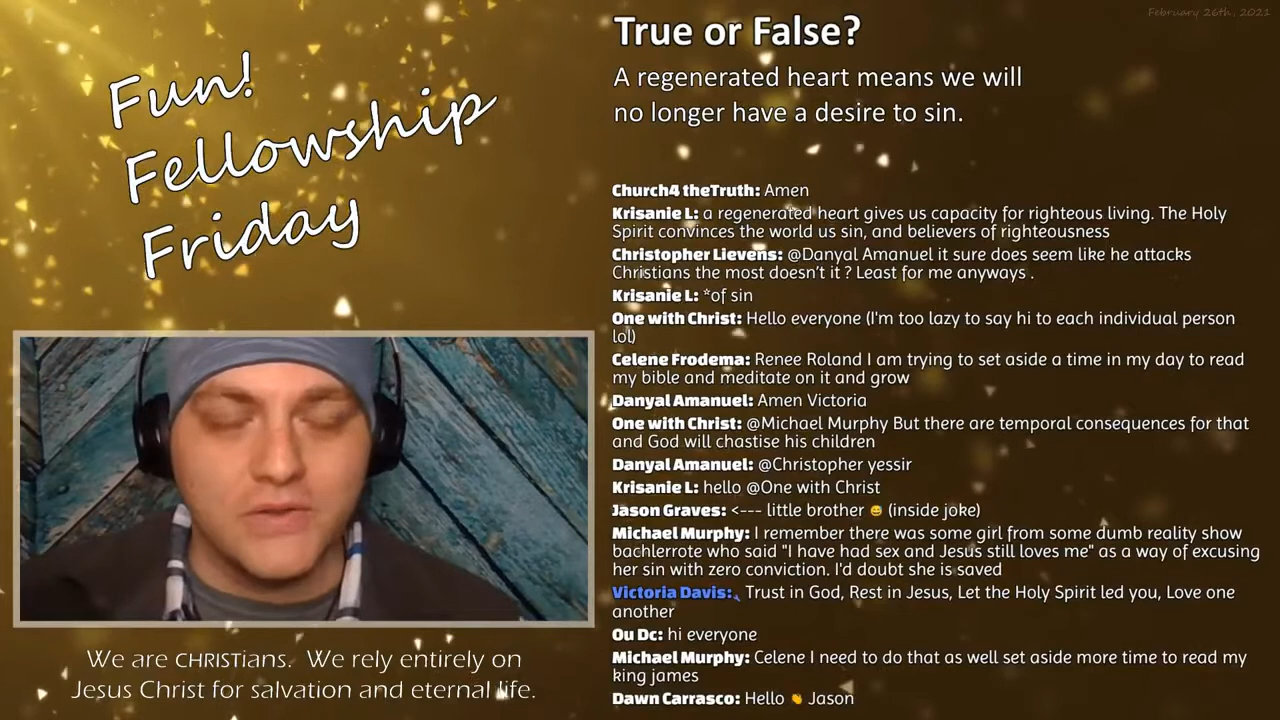 February 26th, 2021
Fun!
Fellowship
Friday
True or False?
A regenerated heart means we will
no longer have a desire to sin.
Church4 theTruth: Amen
Krisanie L: a regenerated heart gives us capacity for righteous living. The Holy
Spirit convinces the world us sin, and believers of righteousness
Christopher Lievens: @Danyal Amanuel it sure does seem like he attacks
Christians the most doesn't it ? Least for me anyways .
Krisanie L: *of sin
One with Christ: Hello everyone (I'm too lazy to say hi to each individual person
lol)
Celene Frodema: Renee Roland I am trying to set aside a time in my day to read
my bible and meditate on it and grow
Danyal Amanuel: Amen Victoria
One with Christ: @Michael Murphy But there are temporal consequences for that
and God will chastise his children
Danyal Amanuel: @Christopher yessir
Krisanie L: hello @One with Christ
Jason Graves: <--- little brother 😄 (inside joke)
Michael Murphy: I remember there was some girl from some dumb reality show
bachlerrote who said "I have had sex and Jesus still loves me" as a way of excusing
her sin with zero conviction. I'd doubt she is saved
Victoria Davis: Trust in God, Rest in Jesus, Let the Holy Spirit led you, Love one
another
Ou Dc: hi everyone
Michael Murphy: Celene I need to do that as well set aside more time to read my
king james
Dawn Carrasco: Hello 👏 Jason
We are CHRISTians. We rely entirely on
Jesus Christ for salvation and eternal life.